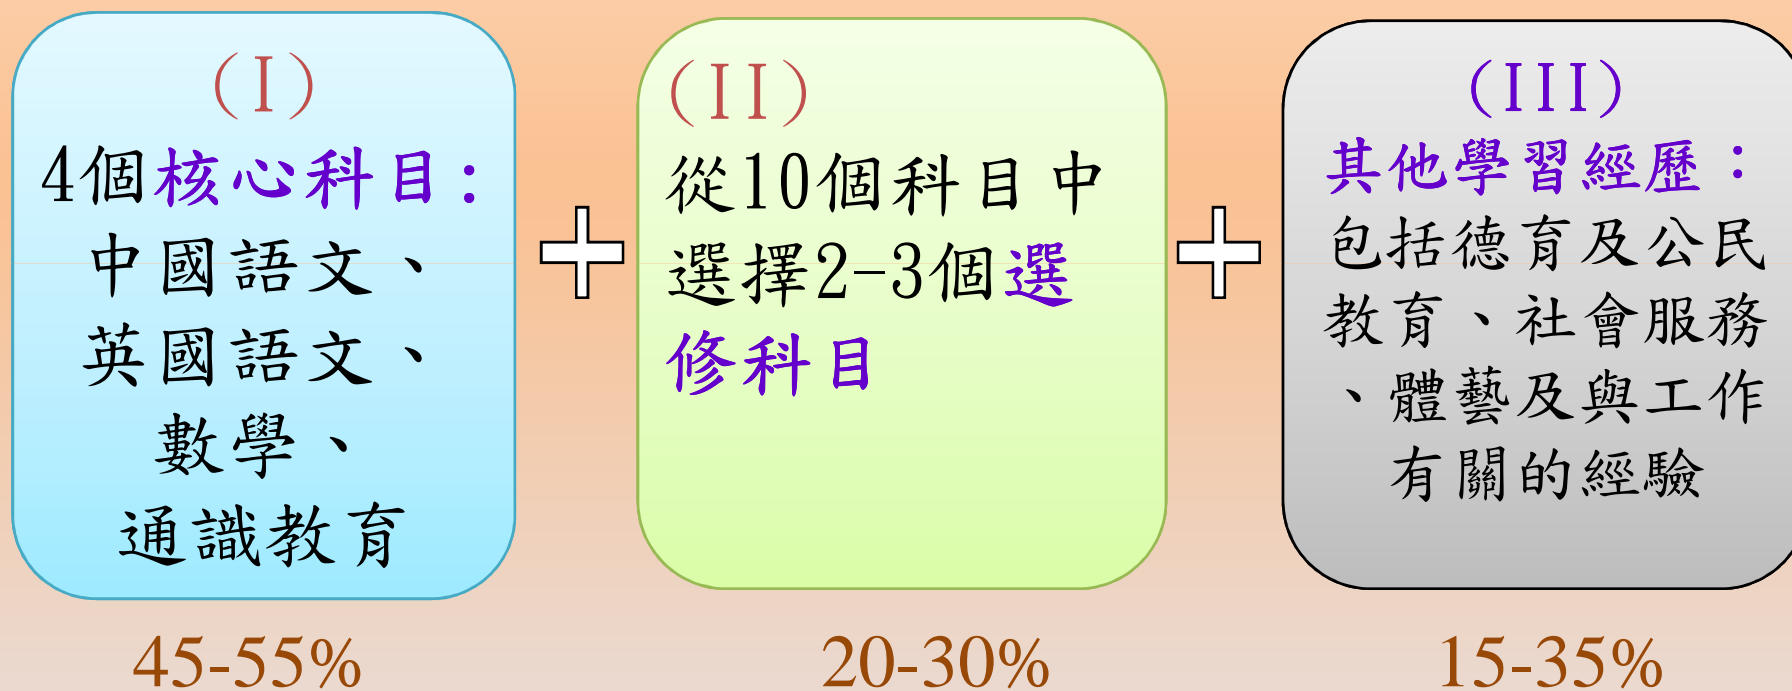 (I)
4個核心科目:
中國語文、
英國語文、
數學、
通識教育
45-55%
+
(II)
從10個科目中
選擇2-3個選
修科目
20-30%
+
(III)
其他學習經歷：
包括德育及公民
教育、社會服務
、體藝及與工作
有關的經驗
15-35%